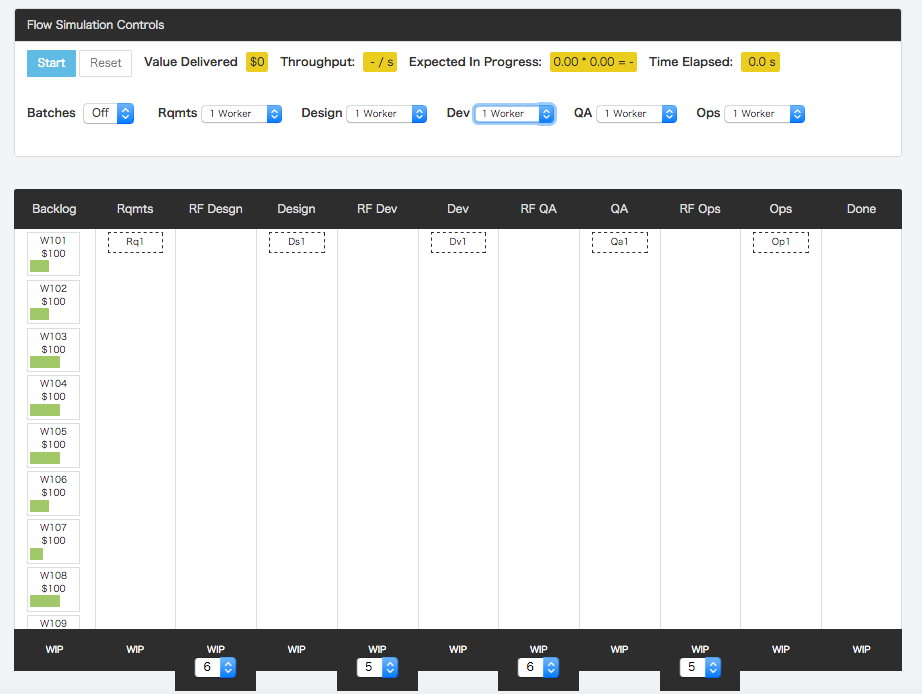 Flow Simulation Controls
Start Reset Value Delivered $0 Throughput: - / s Expected In Progress: 0.00 * 0.00 = - Time Elapsed: 0.0 s
Batches Off Rqmts 1 Worker Design 1 Worker Dev 1 Worker QA 1 Worker Ops 1 Worker
Backlog Rqmts RF Desgn Design RF Dev Dev RF QA QA RF Ops Ops Done
W101 Rq1 Ds1 Dv1 Qa1 Op1
$100
W102
$100
W103
$100
W104
$100
W105
$100
W106
$100
W107
$100
W108
$100
W109
WIP WIP WIP WIP WIP WIP WIP WIP WIP WIP WIP
6 5 6 5